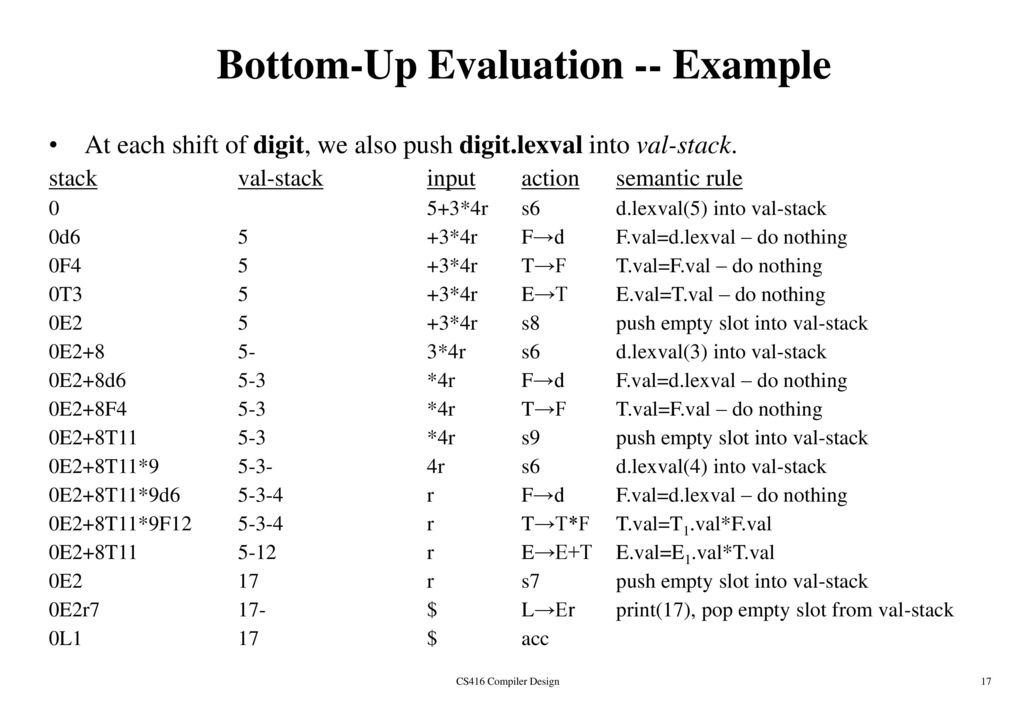 Bottom-Up Evaluation -- Example
• At each shift of digit, we also push digit.lexval into val-stack.
stack val-stack input action semantic rule
0 5+3*4r s6 d.lexval(5) into val-stack
0d6 5 +3*4r F→d F.val=d.lexval – do nothing
0F4 5 +3*4r T→F T.val=F.val – do nothing
0T3 5 +3*4r E→T E.val=T.val – do nothing
0E2 5 +3*4r s8 push empty slot into val-stack
0E2+8 5- 3*4r s6 d.lexval(3) into val-stack
0E2+8d6 5-3 *4r F→d F.val=d.lexval – do nothing
0E2+8F4 5-3 *4r T→F T.val=F.val – do nothing
0E2+8T11 5-3 *4r s9 push empty slot into val-stack
0E2+8T11*9 5-3- 4r s6 d.lexval(4) into val-stack
0E2+8T11*9d6 5-3-4 r F→d F.val=d.lexval – do nothing
0E2+8T11*9F12 5-3-4 r T→T*F T.val=T1.val*F.val
0E2+8T11 5-12 r E→E+T E.val=E1.val*T.val
0E2 17 r s7 push empty slot into val-stack
0E2r7 17- $ L→Er print(17), pop empty slot from val-stack
0L1 17 $ acc
CS416 Compiler Design 17